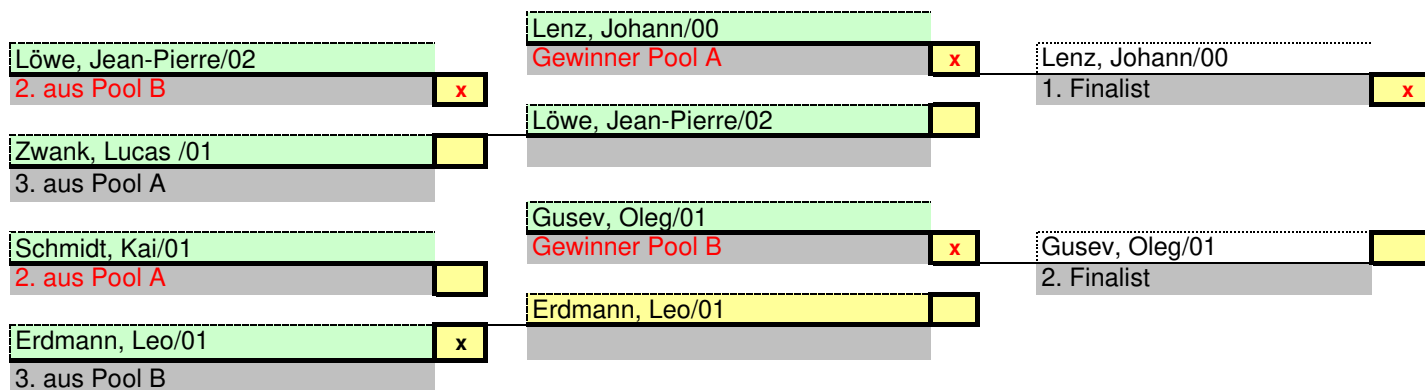 Löwe, Jean-Pierre/02
2. aus Pool B x
Zwank, Lucas /01
3. aus Pool A
Schmidt, Kai/01
2. aus Pool A
Erdmann, Leo/01 x
3. aus Pool B
Lenz, Johann/00
Gewinner Pool A x
Löwe, Jean-Pierre/02
Gusev, Oleg/01
Gewinner Pool B x
Erdmann, Leo/01
Lenz, Johann/00
1. Finalist x
Gusev, Oleg/01
2. Finalist